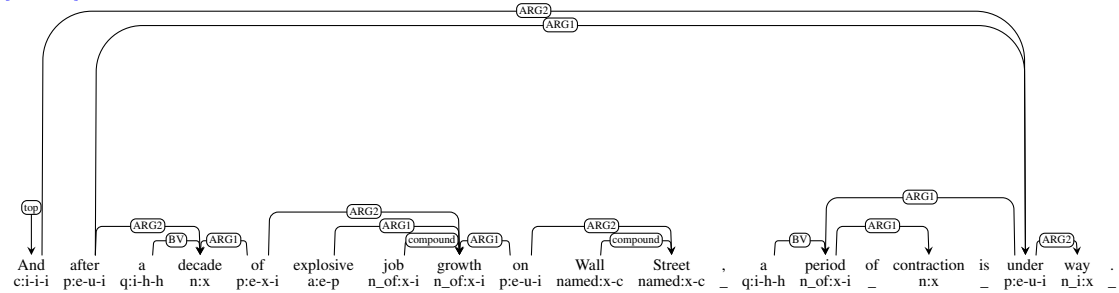 ARG2
ARG1
top
ARG1
ARG2
ARG2 ARG1 ARG2 ARG1
BV ARG1 compound ARG1 compound BV ARG2
And after a decade of explosive job growth on Wall Street , a period of contraction is under way .
c:i-i-i p:e-u-i q:i-h-h n:x p:e-x-i a:e-p n_of:x-i n_of:x-i p:e-u-i named:x-c named:x-c _ q:i-h-h n_of:x-i _ n:x _ p:e-u-i n_i:x _